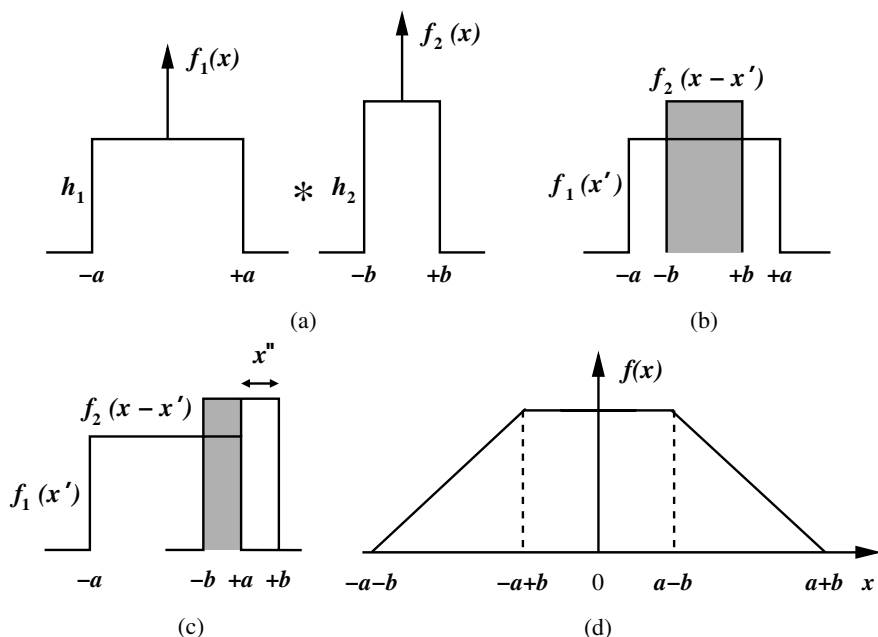 f₁(x)
f₂(x)
h₁
*
h₂
−a
+a
−b
+b
(a)
f₂(x − x′)
f₁(x′)
−a
−b
+b
+a
(b)
x"
f₂(x − x′)
f₁(x′)
−a
−b
+a
+b
(c)
f(x)
−a−b
−a+b
0
a−b
a+b
x
(d)